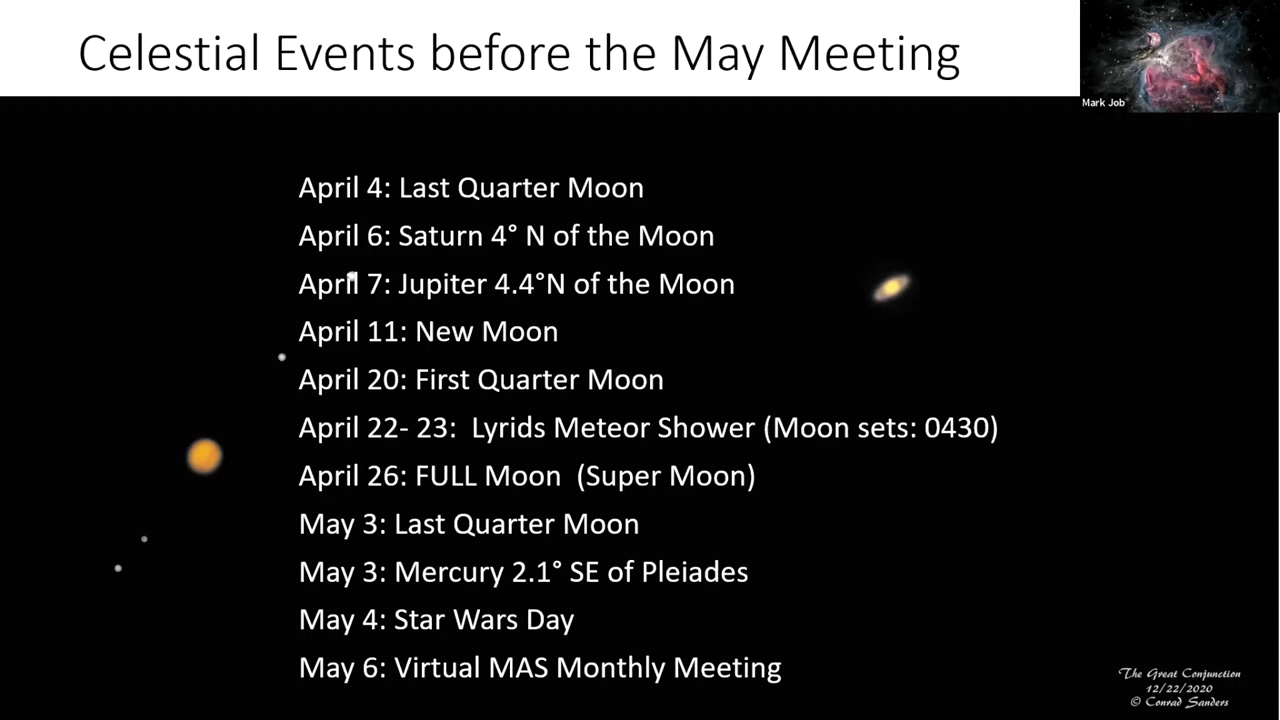 Celestial Events before the May Meeting
Mark Job
April 4: Last Quarter Moon
April 6: Saturn 4° N of the Moon
April 7: Jupiter 4.4°N of the Moon
April 11: New Moon
April 20: First Quarter Moon
April 22- 23:  Lyrids Meteor Shower (Moon sets: 0430)
April 26: FULL Moon  (Super Moon)
May 3: Last Quarter Moon
May 3: Mercury 2.1° SE of Pleiades
May 4: Star Wars Day
May 6: Virtual MAS Monthly Meeting
The Great Conjunction
12/22/2020
© Conrad Sanders